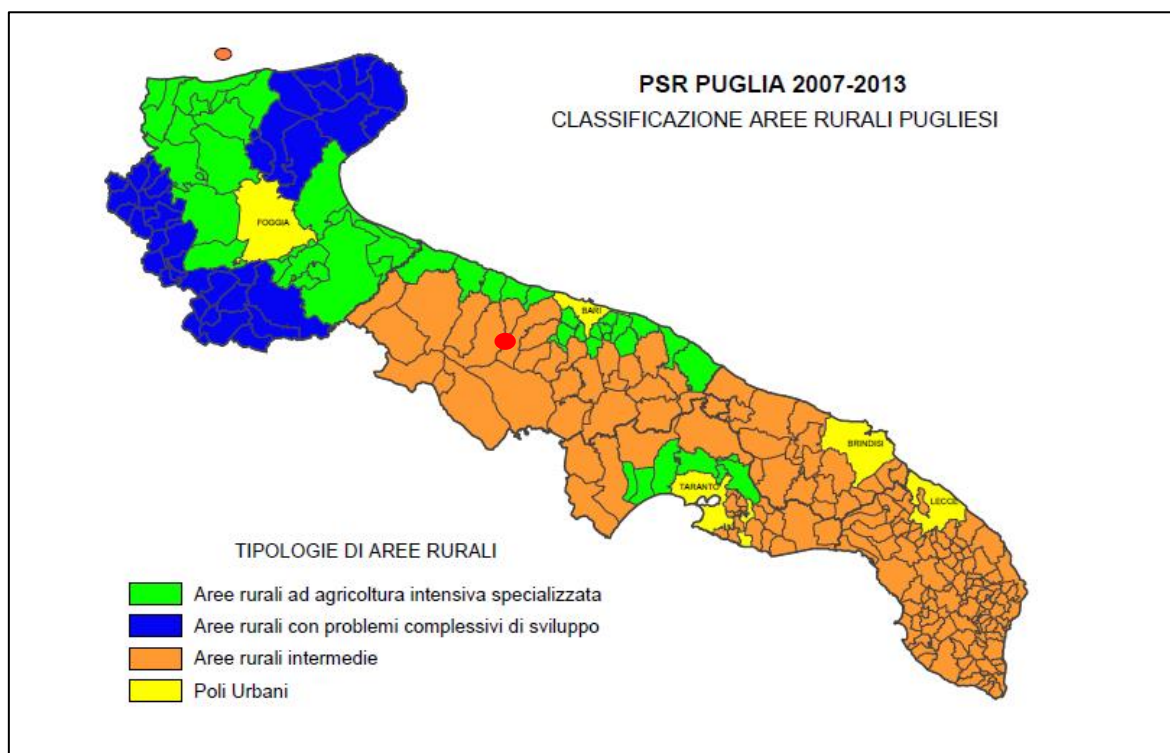 PSR PUGLIA 2007-2013
CLASSIFICAZIONE AREE RURALI PUGLIESI
FOGGIA
BARI
BRINDISI
TARANTO
LECCE
TIPOLOGIE DI AREE RURALI
Aree rurali ad agricoltura intensiva specializzata
Aree rurali con problemi complessivi di sviluppo
Aree rurali intermedie
Poli Urbani